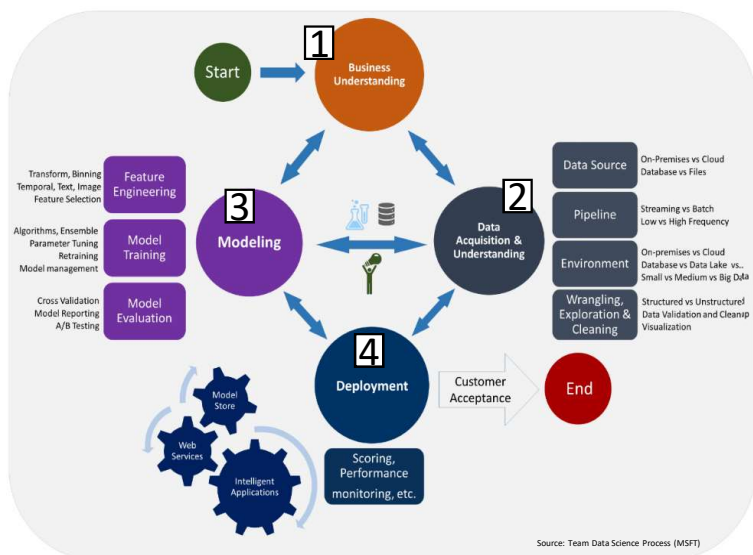 1
Start
Business
Understanding
Transform, Binning
Temporal, Text, Image
Feature Selection
Feature
Engineering
Algorithms, Ensemble
Parameter Tuning
Retraining
Model management
Model
Training
Cross Validation
Model Reporting
A/B Testing
Model
Evaluation
3
Modeling
2
Data
Acquisition &
Understanding
Data Source
On-Premises vs Cloud
Database vs Files
Pipeline
Streaming vs Batch
Low vs High Frequency
Environment
On-premises vs Cloud
Database vs Data Lake vs..
Small vs Medium vs Big Data
Wrangling,
Exploration &
Cleaning
Structured vs Unstructured
Data Validation and Cleanup
Visualization
4
Deployment
Customer
Acceptance
End
Scoring,
Performance
monitoring, etc.
Model
Store
Web
Services
Intelligent
Applications
Source: Team Data Science Process (MSFT)